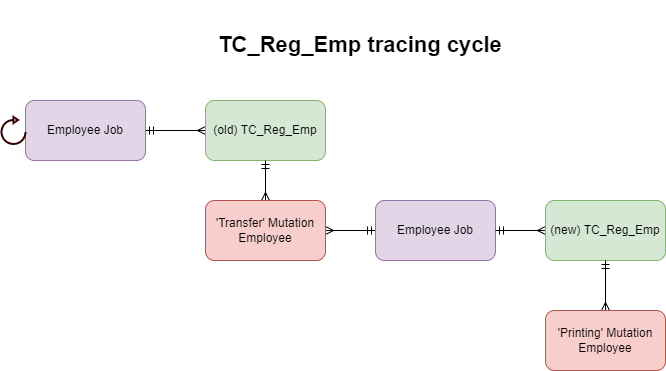 TC_Reg_Emp tracing cycle
Employee Job
(old) TC_Reg_Emp
'Transfer' Mutation
Employee
Employee Job
(new) TC_Reg_Emp
'Printing' Mutation
Employee